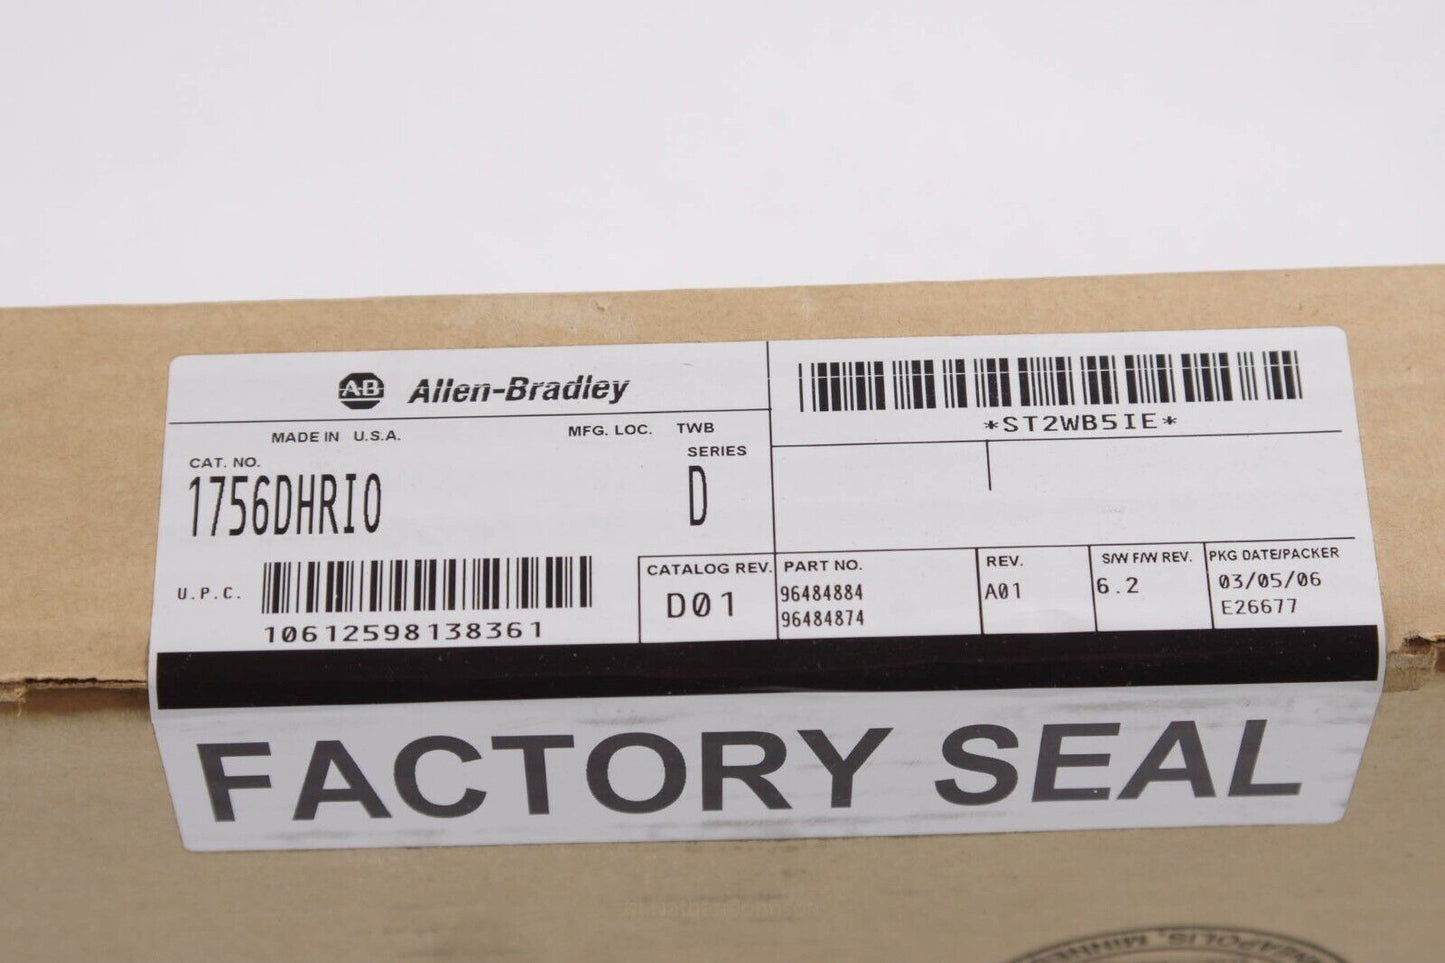 A-B Allen-Bradley
MADE IN U.S.A.
MFG. LOC. TWB
CAT. NO.
SERIES
1756DHRIO
D
U.P.C.
10612598138361
*ST2WB5IE*
CATALOG REV.
D01
PART NO.
96484884
96484874
REV.
A01
S/W F/W REV.
6.2
PKG DATE/PACKER
03/05/06
E26677
FACTORY SEAL